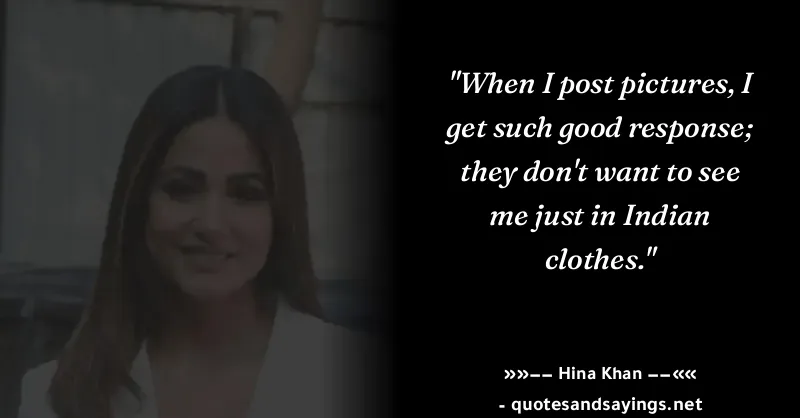 "When I post pictures, I
get such good response;
they don't want to see
me just in Indian
clothes."
»»–– Hina Khan ––««
- quotesandsayings.net